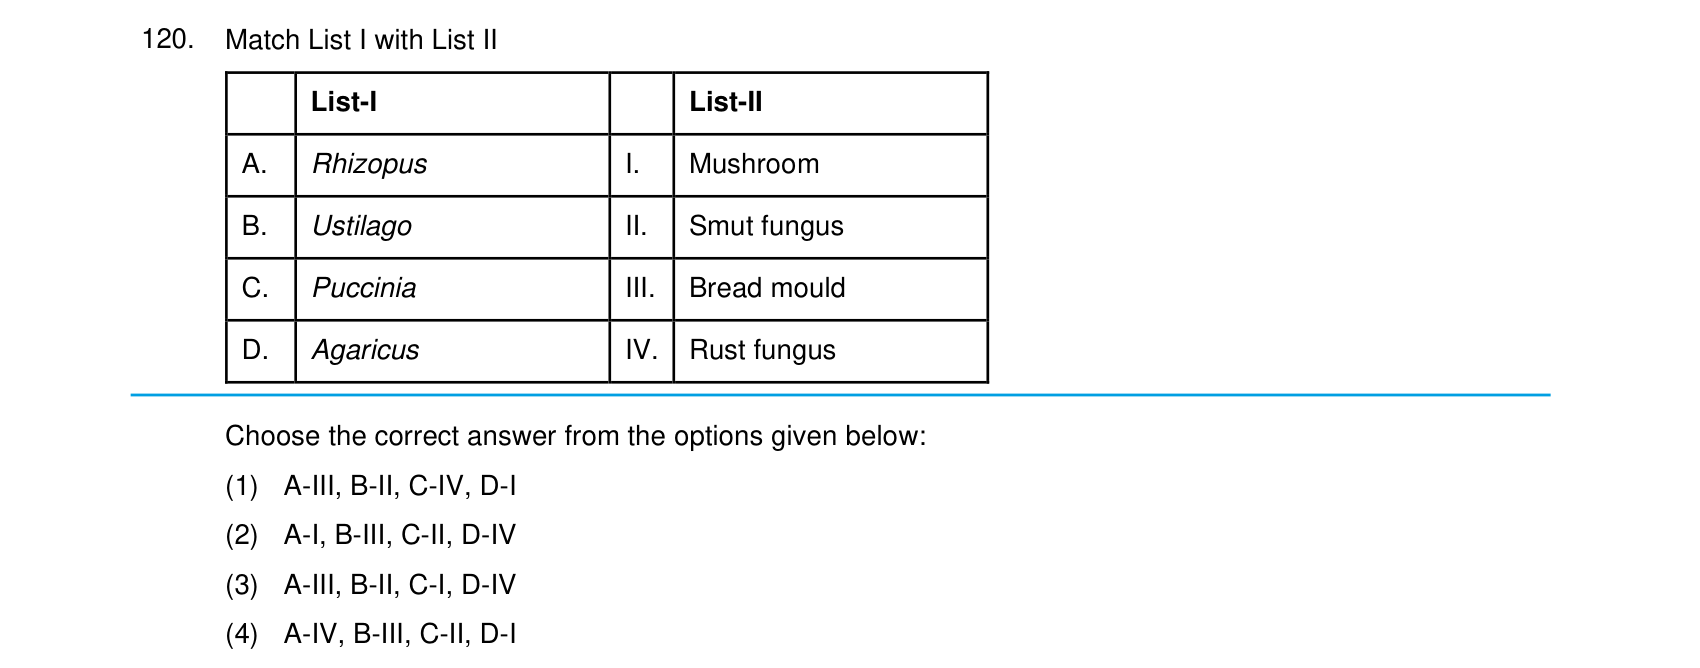 120. Match List I with List II
List-I List-II
A. Rhizopus I. Mushroom
B. Ustilago II. Smut fungus
C. Puccinia III. Bread mould
D. Agaricus IV. Rust fungus
Choose the correct answer from the options given below:
(1) A-III, B-II, C-IV, D-I
(2) A-I, B-III, C-II, D-IV
(3) A-III, B-II, C-I, D-IV
(4) A-IV, B-III, C-II, D-I